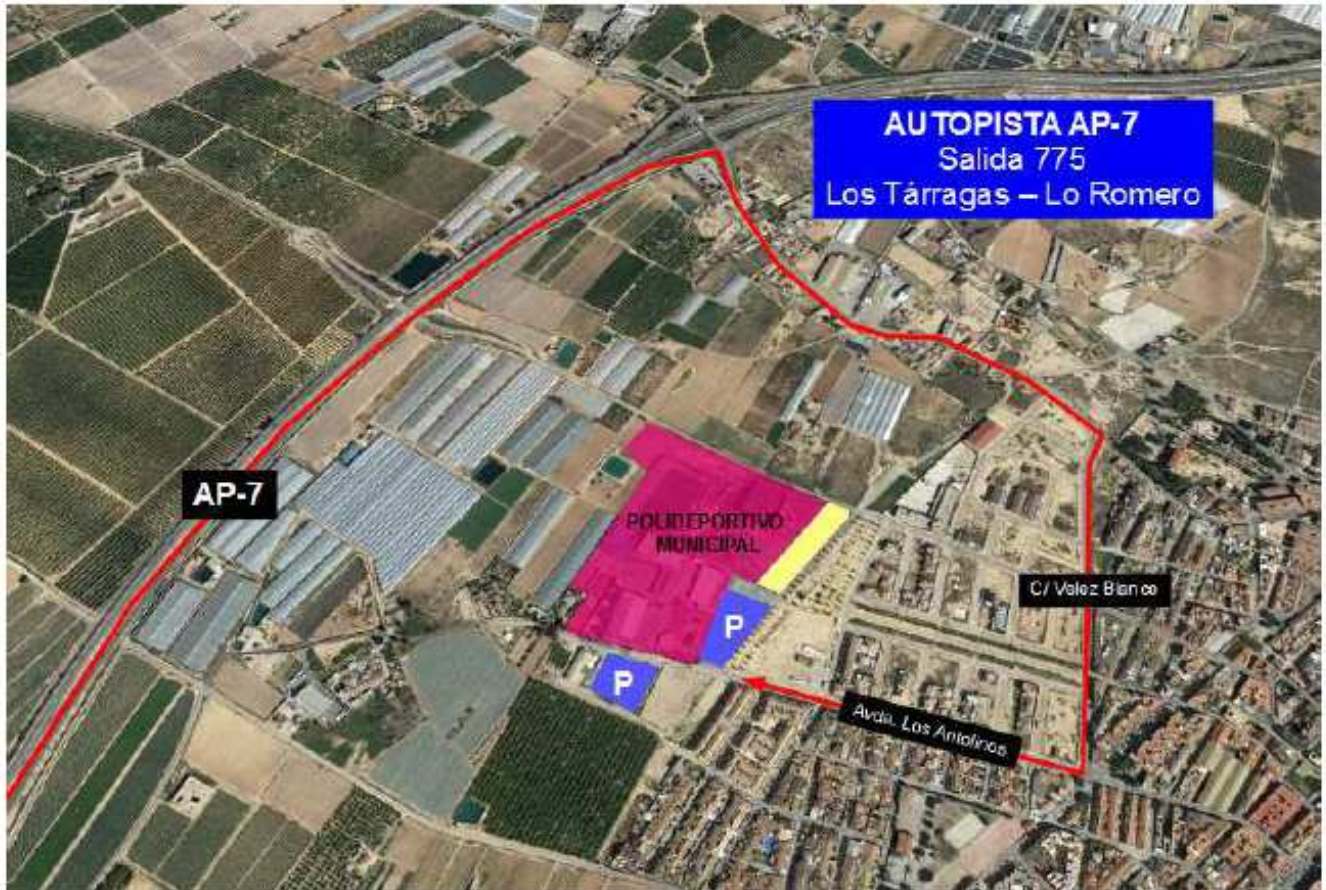 AUTOPISTA AP-7
Salida 775
Los Tárragas – Lo Romero
AP-7
POLIDEPORTIVO
MUNICIPAL
C/ Velez Blanco
P
P
Avda. Los Antolinos